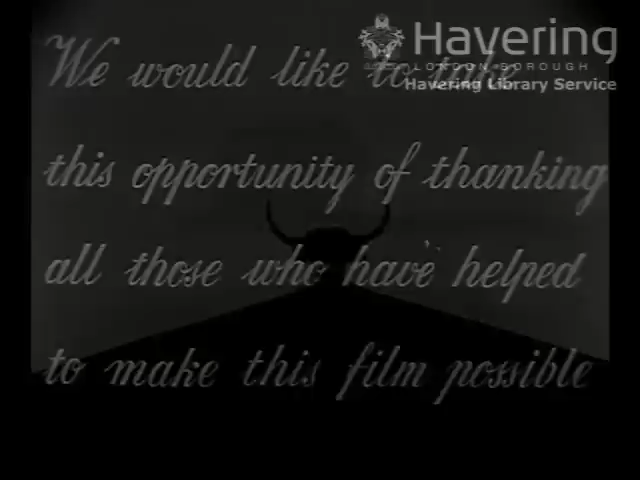 We would like to take
Havering
LONDON BOROUGH
Havering Library Service
this opportunity of thanking
all those who have helped
to make this film possible